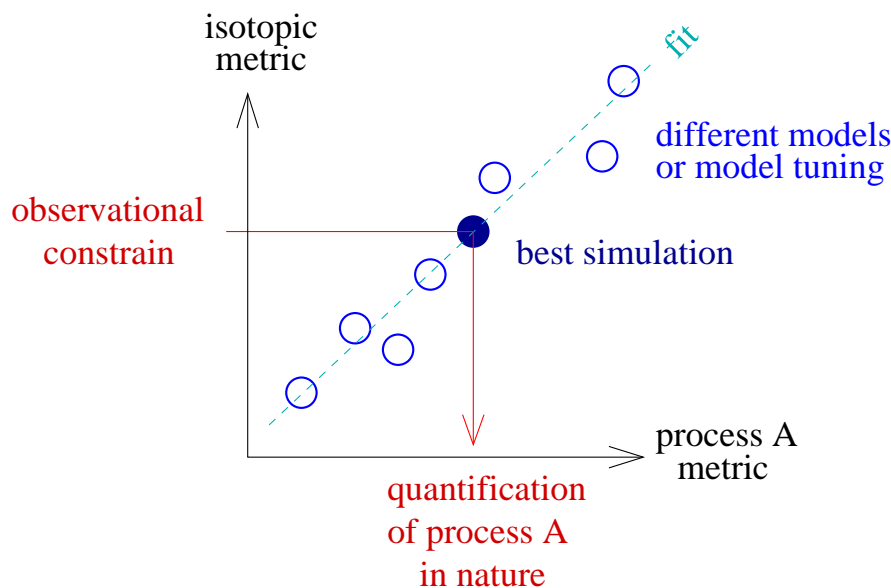 isotopic
metric
fit
different models
or model tuning
observational
constrain
best simulation
process A
metric
quantification
of process A
in nature